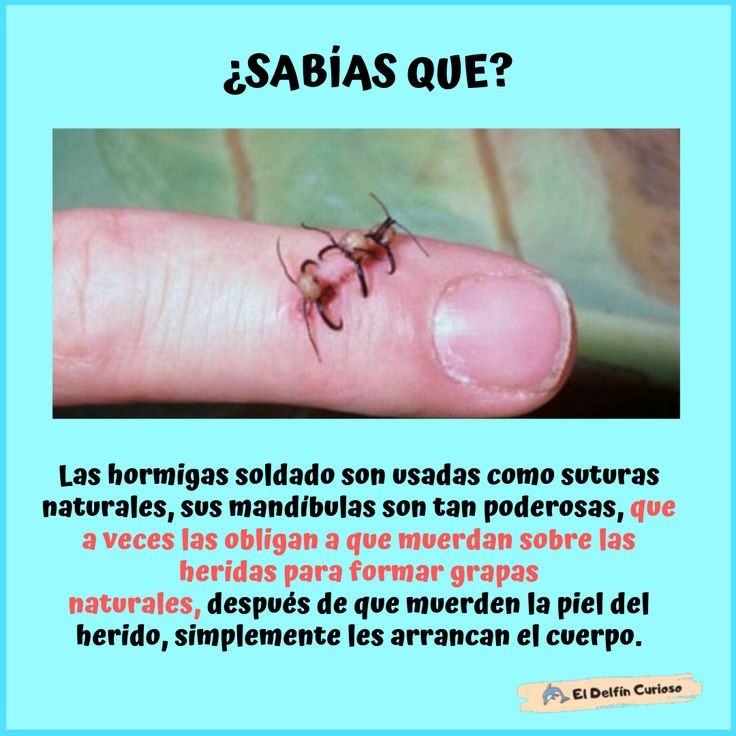 ¿SABÍAS QUE?
Las hormigas soldado son usadas como suturas
naturales, sus mandíbulas son tan poderosas, que
a veces las obligan a que muerdan sobre las
heridas para formar grapas
naturales, después de que muerden la piel del
herido, simplemente les arrancan el cuerpo.
El Delfín Curioso